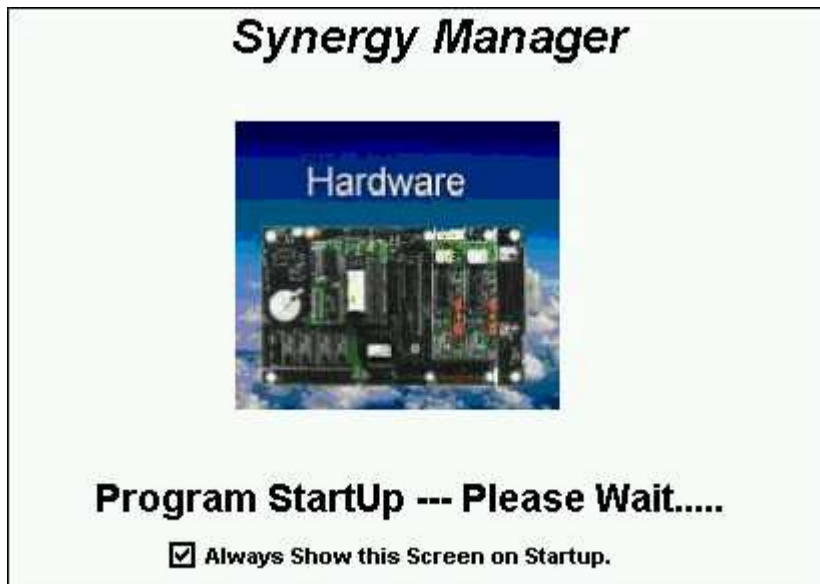 Synergy Manager
Hardware
Program StartUp --- Please Wait.....
Always Show this Screen on Startup.